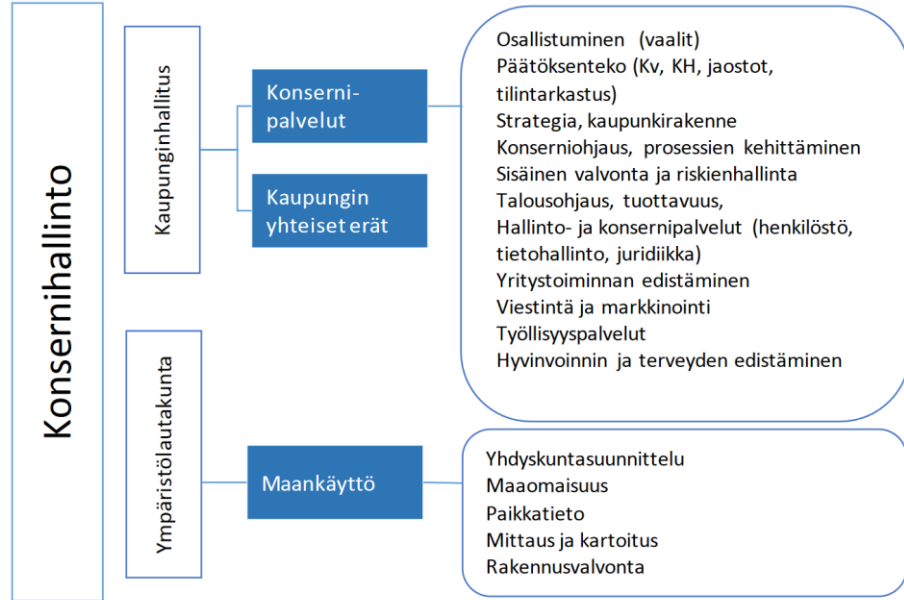 Konsernihallinto
Kaupunginhallitus
Konserni-
palvelut
Kaupungin
yhteiset erät
Osallistuminen (vaalit)
Päätöksenteko (Kv, KH, jaostot,
tilintarkastus)
Strategia, kaupunkirakenne
Konserniohjaus, prosessien kehittäminen
Sisäinen valvonta ja riskienhallinta
Talousohjaus, tuottavuus,
Hallinto- ja konsernipalvelut (henkilöstö,
tietohallinto, juridiikka)
Yritystoiminnan edistäminen
Viestintä ja markkinointi
Työllisyyspalvelut
Hyvinvoinnin ja terveyden edistäminen
Ympäristölautakunta
Maankäyttö
Yhdyskuntasuunnittelu
Maaomaisuus
Paikkatieto
Mittaus ja kartoitus
Rakennusvalvonta